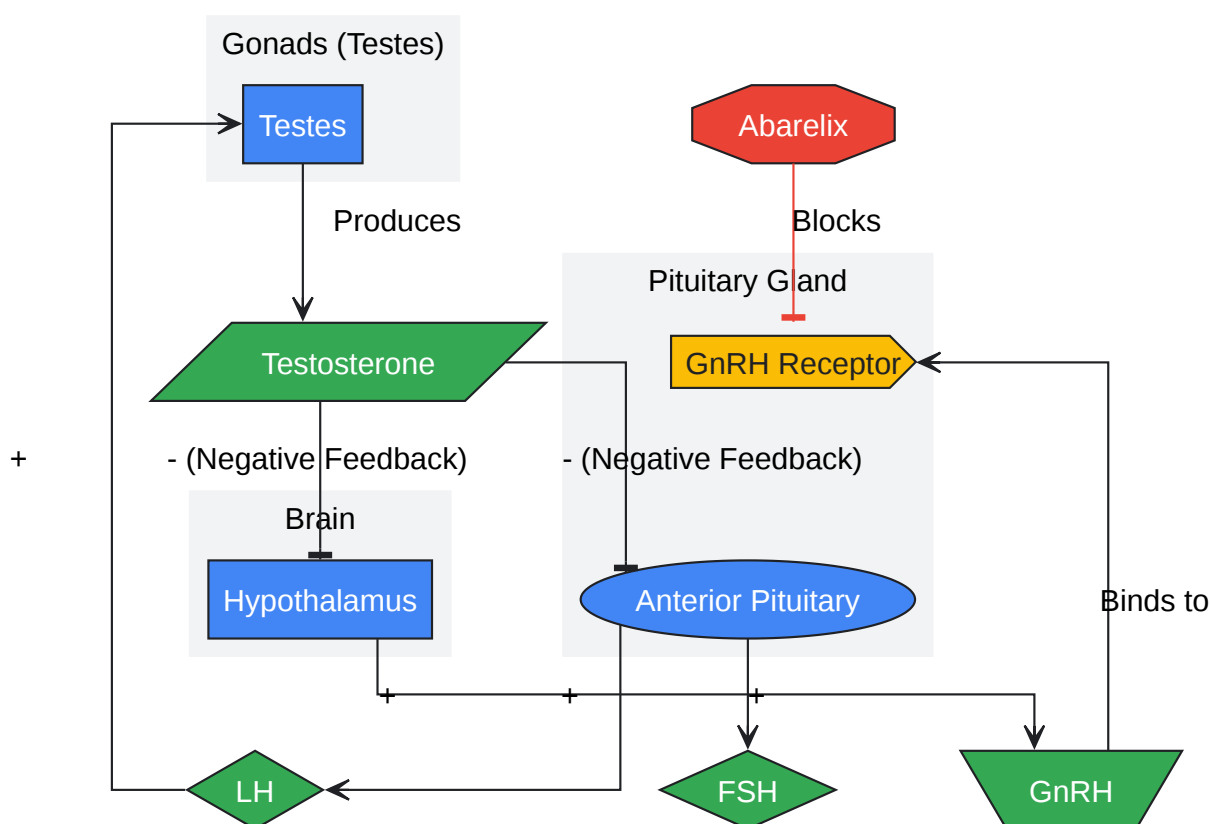 Gonads (Testes)
Testes
Abarelix
Produces
Blocks
Pituitary Gland
Testosterone
GnRH Receptor
+
- (Negative Feedback)
- (Negative Feedback)
Brain
Hypothalamus
Anterior Pituitary
Binds to
+
+
+
LH
FSH
GnRH